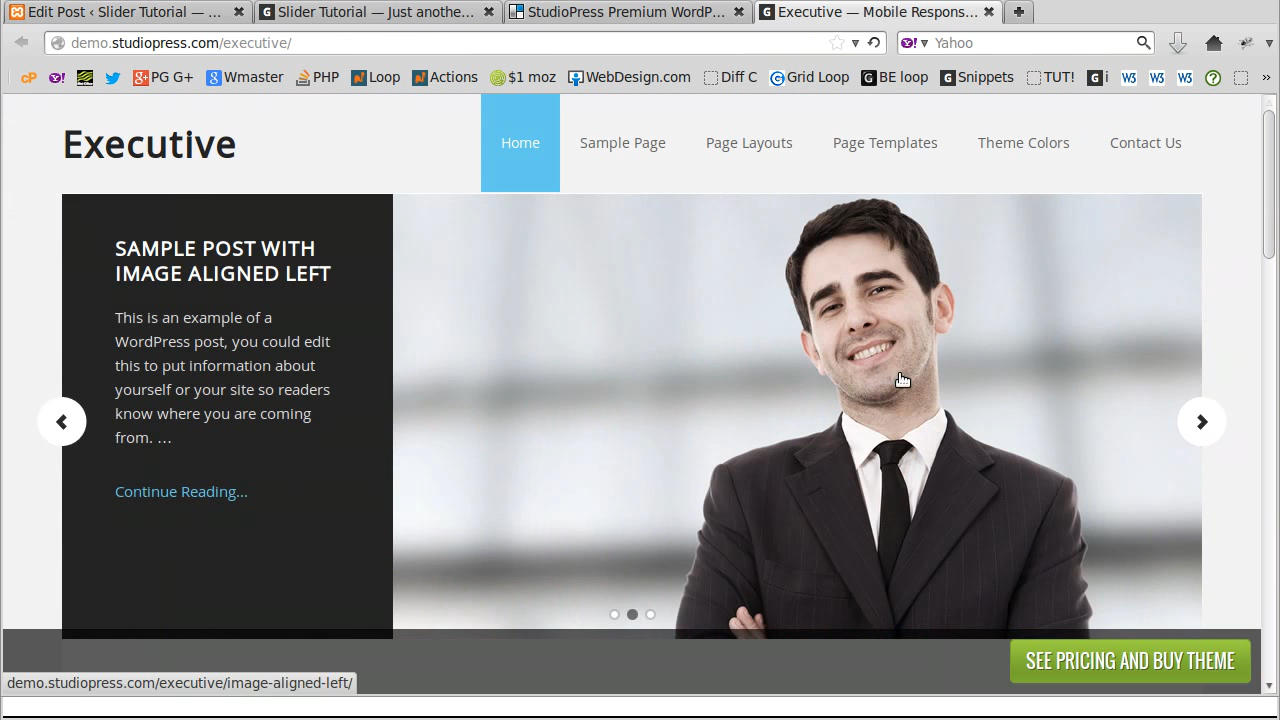 Edit Post ‹ Slider Tutorial — ...
Slider Tutorial — Just anothe...
StudioPress Premium WordP...
Executive — Mobile Respons...
demo.studiopress.com/executive/
Yahoo
cP
PG G+
Wmaster
PHP
Loop
Actions
$1 moz
WebDesign.com
Diff C
Grid Loop
BE loop
Snippets
TUT!
i
W3
W3
W3
Executive
Home
Sample Page
Page Layouts
Page Templates
Theme Colors
Contact Us
SAMPLE POST WITH
IMAGE ALIGNED LEFT
This is an example of a
WordPress post, you could edit
this to put information about
yourself or your site so readers
know where you are coming
from. …
Continue Reading...
SEE PRICING AND BUY THEME
demo.studiopress.com/executive/image-aligned-left/